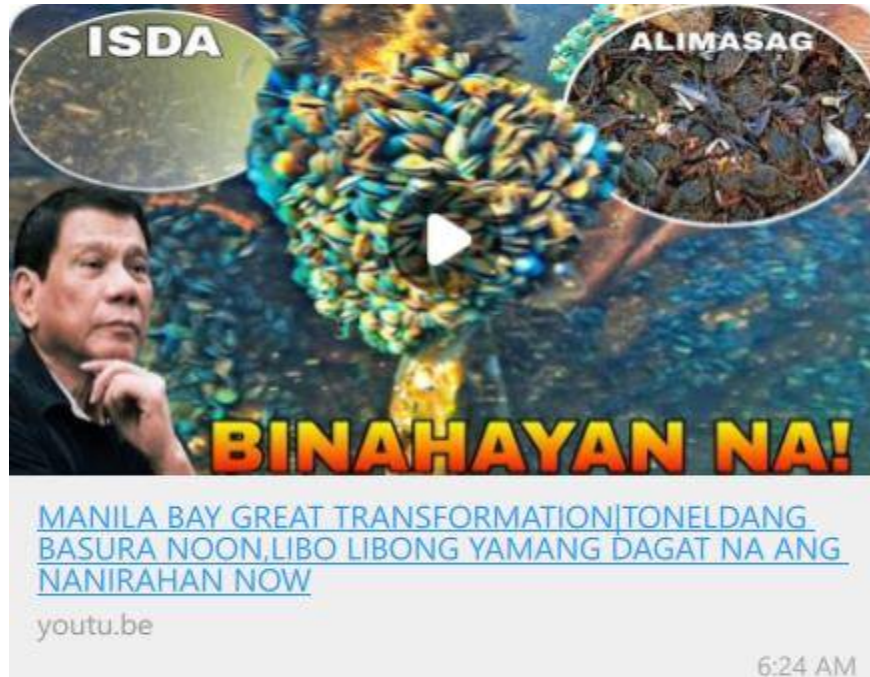 ISDA
ALIMASAG
BINAHAYAN NA!
MANILA BAY GREAT TRANSFORMATION|TONELDANG
BASURA NOON,LIBO LIBONG YAMANG DAGAT NA ANG
NANIRAHAN NOW
youtu.be
6:24 AM